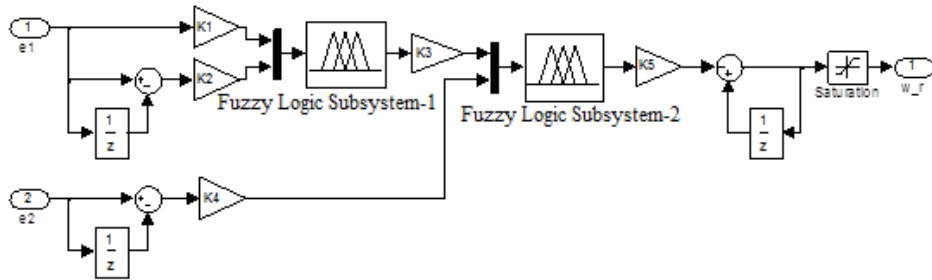 1
e1
K1
+
-
K2
1
z
Fuzzy Logic Subsystem-1
K3
Fuzzy Logic Subsystem-2
K5
+
1
z
Saturation
1
w_r
2
e2
+
-
K4
1
z